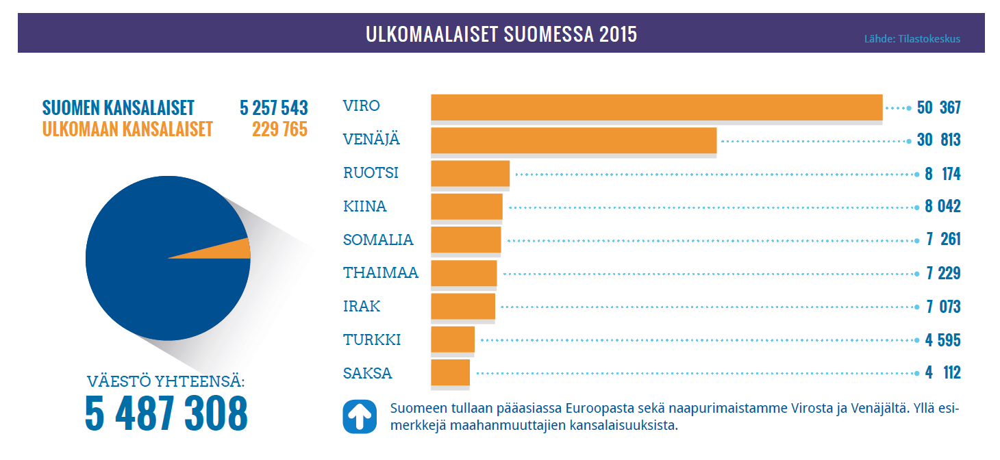 ULKOMAALAISET SUOMESSA 2015
Lähde: Tilastokeskus
SUOMEN KANSALAISET 5 257 543
ULKOMAAN KANSALAISET 229 765
VÄESTÖ YHTEENSÄ:
5 487 308
VIRO 50 367
VENÄJÄ 30 813
RUOTSI 8 174
KIINA 8 042
SOMALIA 7 261
THAIMAA 7 229
IRAK 7 073
TURKKI 4 595
SAKSA 4 112
Suomeen tullaan pääasiassa Euroopasta sekä naapurimaistamme Virosta ja Venäjältä. Yllä esi-
merkkejä maahanmuuttajien kansalaisuuksista.